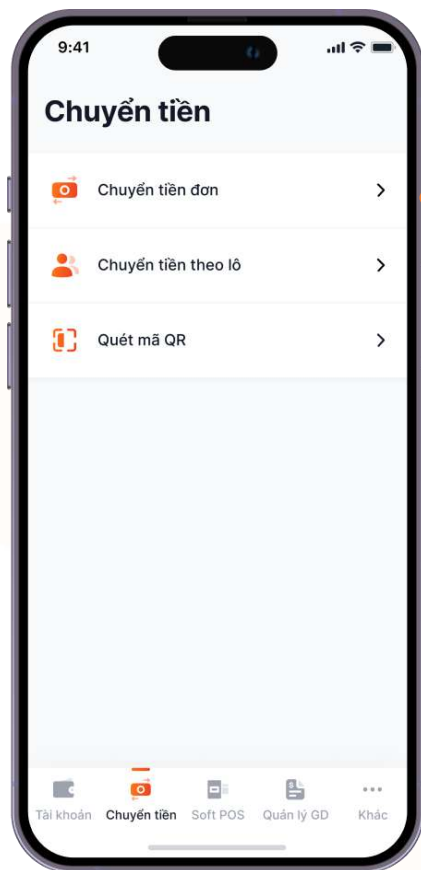 9:41
Chuyển tiền
Chuyển tiền đơn
Chuyển tiền theo lô
Quét mã QR
Tài khoản Chuyển tiền Soft POS Quản lý GD Khác